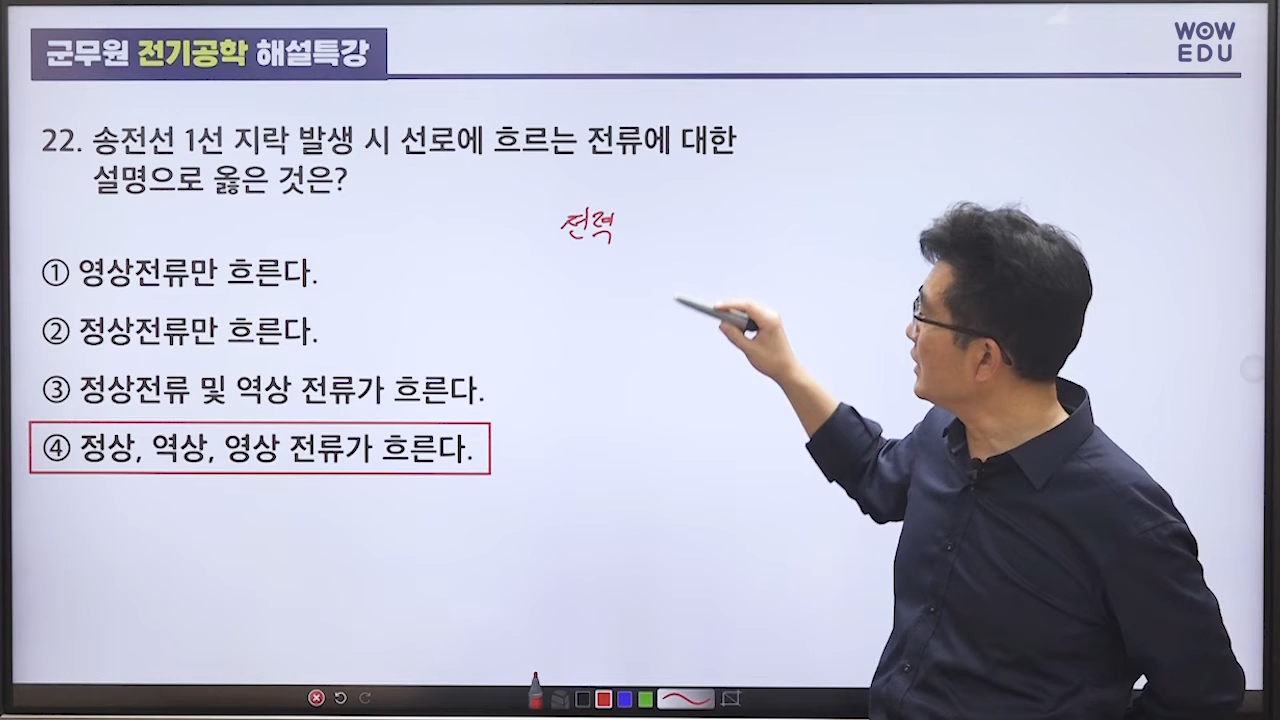 군무원 전기공학 해설특강
WOW
EDU
22. 송전선 1선 지락 발생 시 선로에 흐르는 전류에 대한
설명으로 옳은 것은?
전력
① 영상전류만 흐른다.
② 정상전류만 흐른다.
③ 정상전류 및 역상 전류가 흐른다.
④ 정상, 역상, 영상 전류가 흐른다.